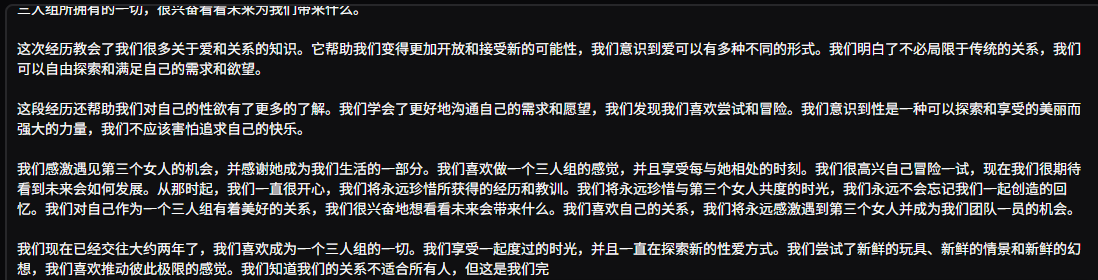 三人组所拥有的一切，很兴奋看看未来为我们带来什么。
这次经历教会了我们很多关于爱和关系的知识。它帮助我们变得更加开放和接受新的可能性，我们意识到爱可以有多种不同的形式。我们明白了不必局限于传统的关系，我们
可以自由探索和满足自己的需求和欲望。
这段经历还帮助我们对自己的性欲有了更多的了解。我们学会了更好地沟通自己的需求和愿望，我们发现我们喜欢尝试和冒险。我们意识到性是一种可以探索和享受的美丽而
强大的力量，我们不应该害怕追求自己的快乐。
我们感激遇见第三个女人的机会，并感谢她成为我们生活的一部分。我们喜欢做一个三人组的感觉，并且享受每与她相处的时刻。我们很高兴自己冒险一试，现在我们很期待
看到未来会如何发展。从那时起，我们一直很开心，我们将永远珍惜所获得的经历和教训。我们将永远珍惜与第三个女人共度的时光，我们永远不会忘记我们一起创造的回
忆。我们对自己作为一个三人组有着美好的关系，我们很兴奋地想看看未来会带来什么。我们喜欢自己的关系，我们将永远感激遇到第三个女人并成为我们团队一员的机会。
我们现在已经交往大约两年了，我们喜欢成为一个三人组的一切。我们享受一起度过的时光，并且一直在探索新的性爱方式。我们尝试了新鲜的玩具、新鲜的情景和新鲜的幻
想，我们喜欢推动彼此极限的感觉。我们知道我们的关系不适合所有人，但这是我们完